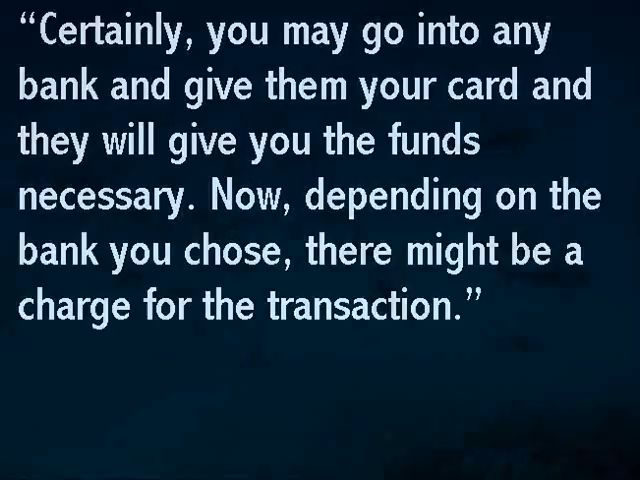 “Certainly, you may go into any
bank and give them your card and
they will give you the funds
necessary. Now, depending on the
bank you chose, there might be a
charge for the transaction.”